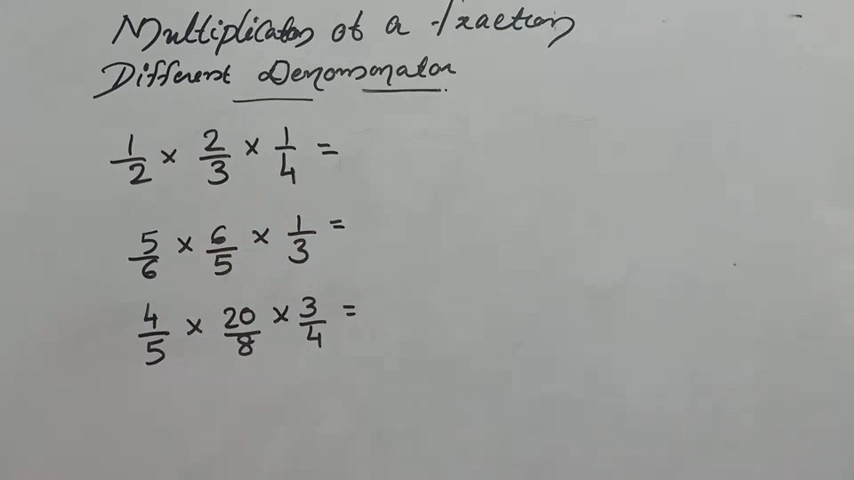 Multiplication of a fraction
Different Denominator
1/2 × 2/3 × 1/4 =
5/6 × 6/5 × 1/3 =
4/5 × 20/8 × 3/4 =